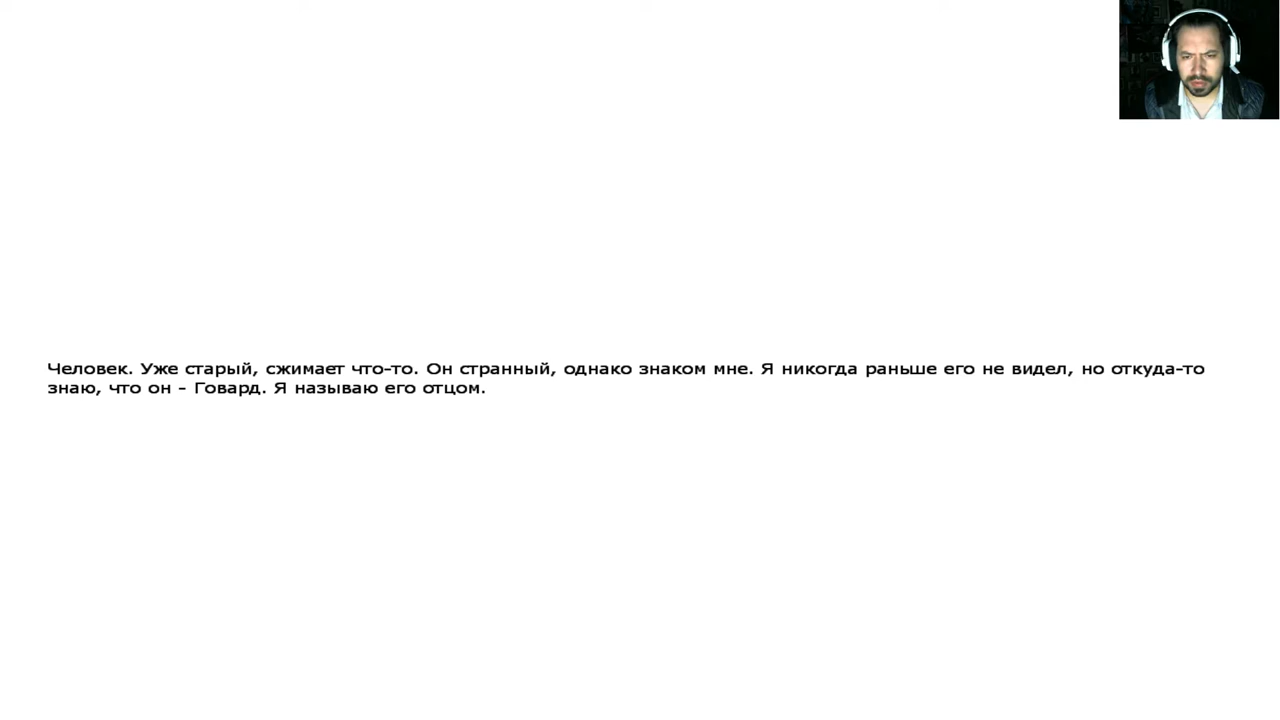 Человек. Уже старый, сжимает что-то. Он странный, однако знаком мне. Я никогда раньше его не видел, но откуда-то
знаю, что он - Говард. Я называю его отцом.